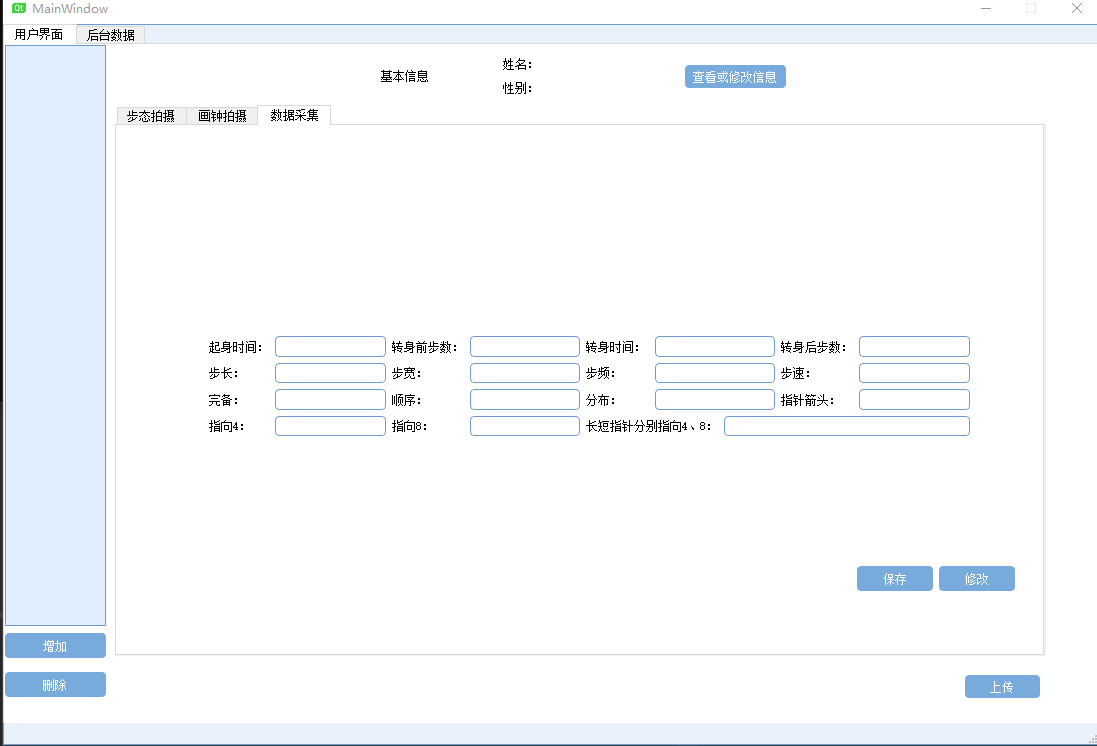 MainWindow
用户界面 后台数据
姓名：
基本信息 查看或修改信息
性别：
步态拍摄 画钟拍摄 数据采集
起身时间： 转身前步数： 转身时间： 转身后步数：
步长： 步宽： 步频： 步速：
完备： 顺序： 分布： 指针箭头：
指向4： 指向8： 长短指针分别指向4、8：
保存 修改
增加
删除 上传